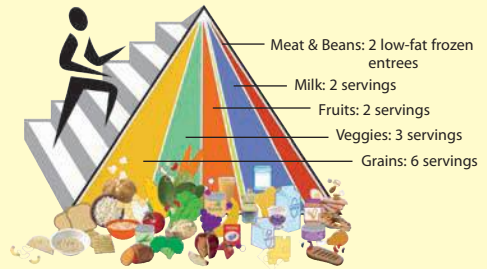 Meat & Beans: 2 low-fat frozen
entrees
Milk: 2 servings
Fruits: 2 servings
Veggies: 3 servings
Grains: 6 servings